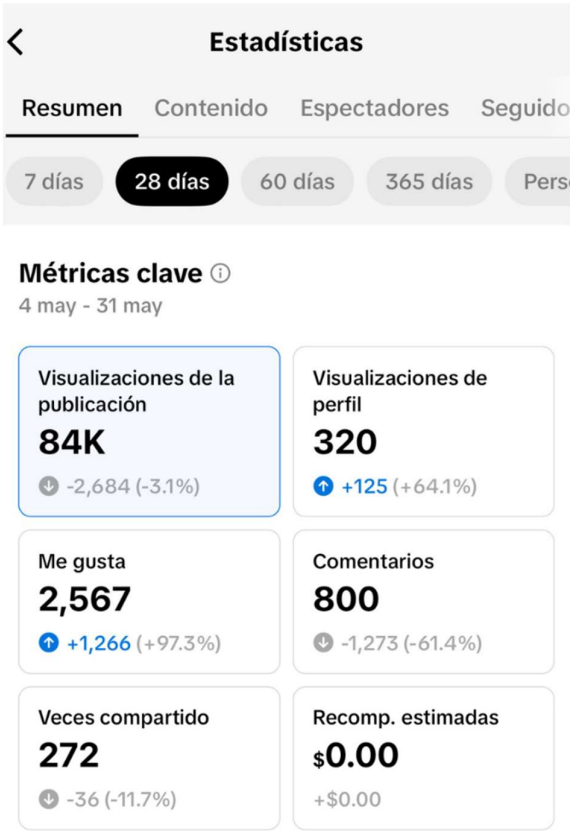 Estadísticas
Resumen Contenido Espectadores Seguido
7 días 28 días 60 días 365 días Pers
Métricas clave
4 may - 31 may
Visualizaciones de la
publicación
84K
-2,684 (-3.1%)
Visualizaciones de
perfil
320
+125 (+64.1%)
Me gusta
2,567
+1,266 (+97.3%)
Comentarios
800
-1,273 (-61.4%)
Veces compartido
272
-36 (-11.7%)
Recomp. estimadas
$0.00
+$0.00